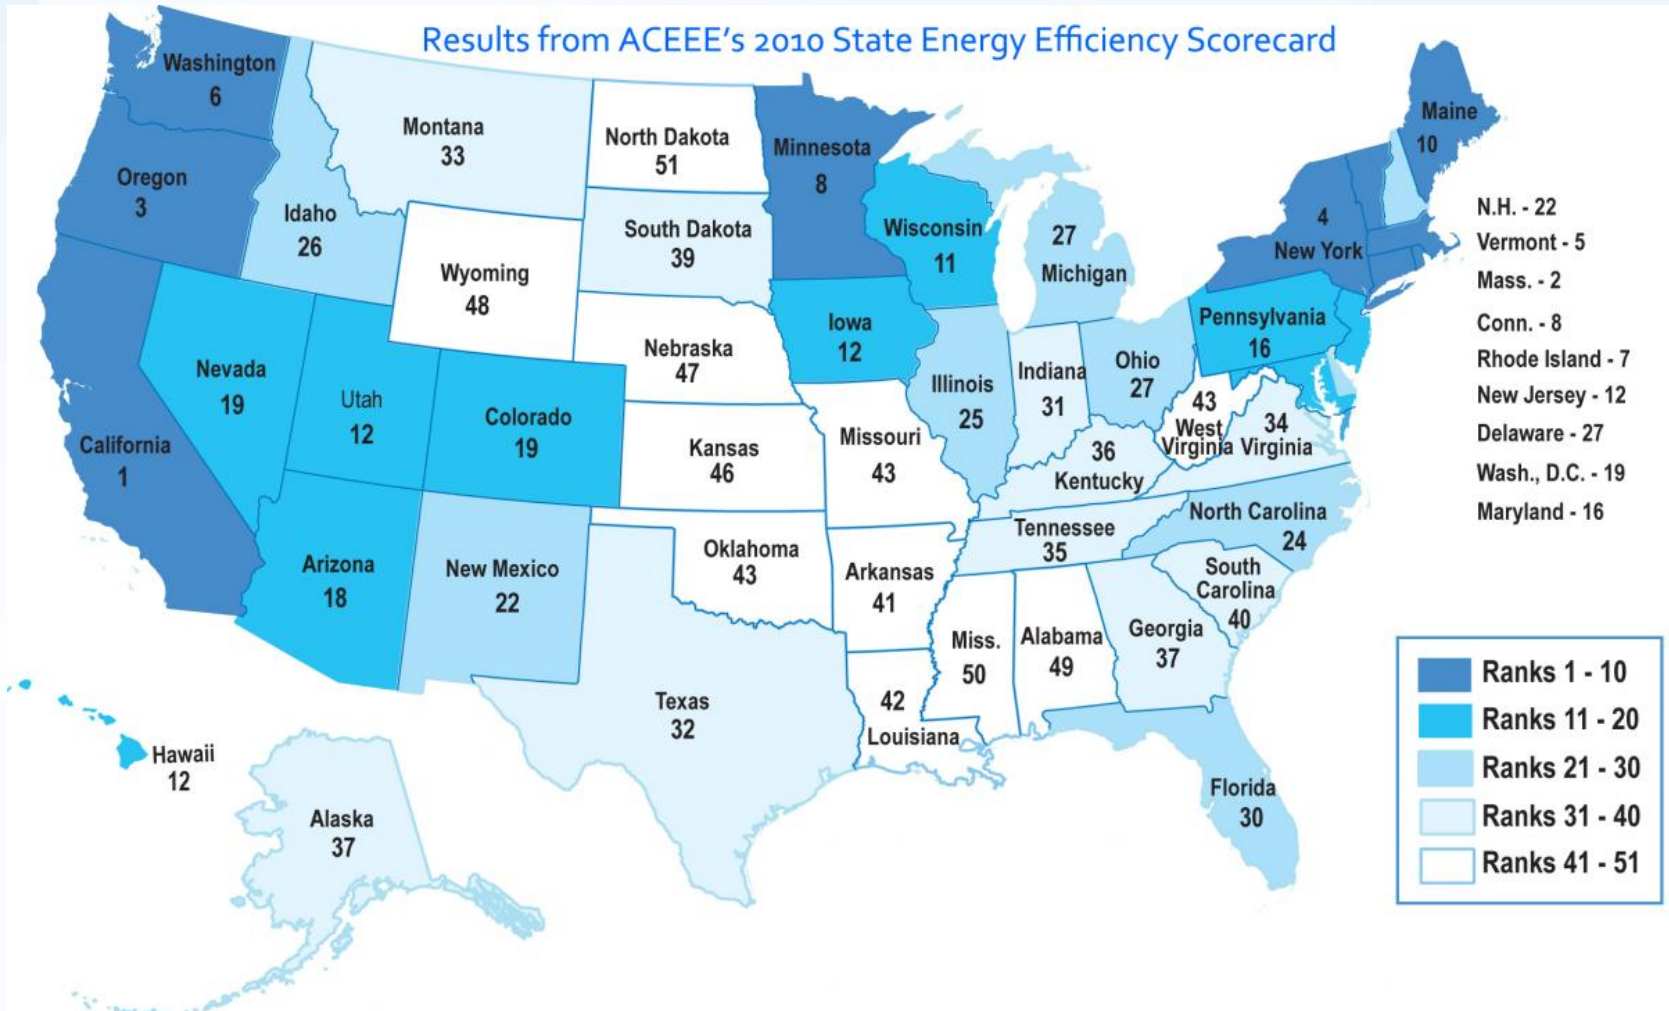 Results from ACEEE's 2010 State Energy Efficiency Scorecard
Washington
6
Oregon
3
California
1
Idaho
26
Nevada
19
Montana
33
Wyoming
48
Utah
12
Arizona
18
Colorado
19
New Mexico
22
North Dakota
51
South Dakota
39
Nebraska
47
Kansas
46
Oklahoma
43
Texas
32
Minnesota
8
Iowa
12
Missouri
43
Arkansas
41
42
Louisiana
Wisconsin
11
Illinois
25
27
Michigan
Indiana
31
Ohio
27
36
Kentucky
Tennessee
35
Miss.
50
Alabama
49
Georgia
37
Florida
30
South
Carolina
40
North Carolina
24
34
Virginia
43
West
Virginia
Pennsylvania
16
4
New York
Maine
10
N.H. - 22
Vermont - 5
Mass. - 2
Conn. - 8
Rhode Island - 7
New Jersey - 12
Delaware - 27
Wash., D.C. - 19
Maryland - 16
Hawaii
12
Alaska
37
Ranks 1 - 10
Ranks 11 - 20
Ranks 21 - 30
Ranks 31 - 40
Ranks 41 - 51